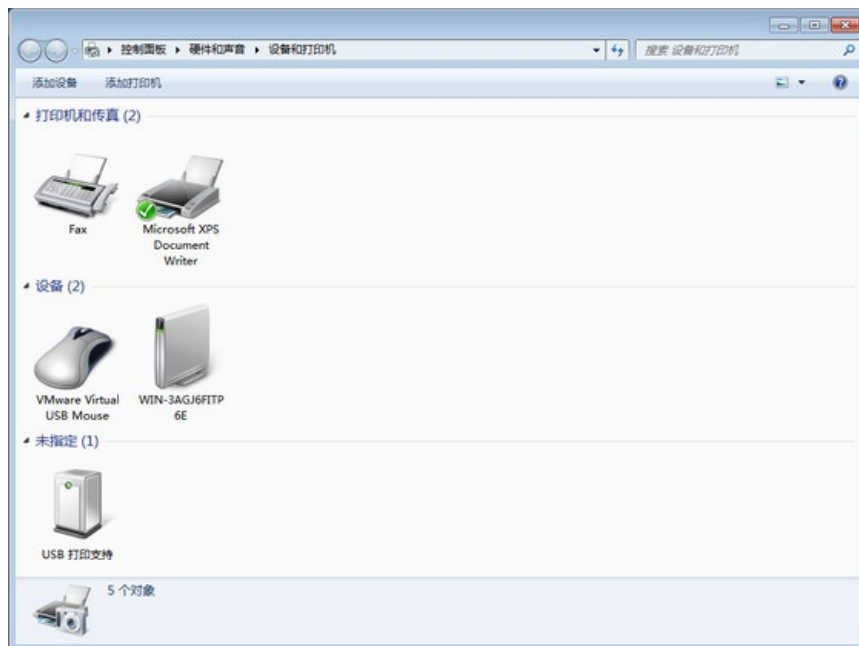 控制面板 硬件和声音 设备和打印机 搜索 设备和打印机
添加设备 添加打印机
打印机和传真 (2)
Fax
Microsoft XPS
Document
Writer
设备 (2)
VMware Virtual
USB Mouse
WIN-3AGJ6FITP
6E
未指定 (1)
USB 打印支持
5 个对象